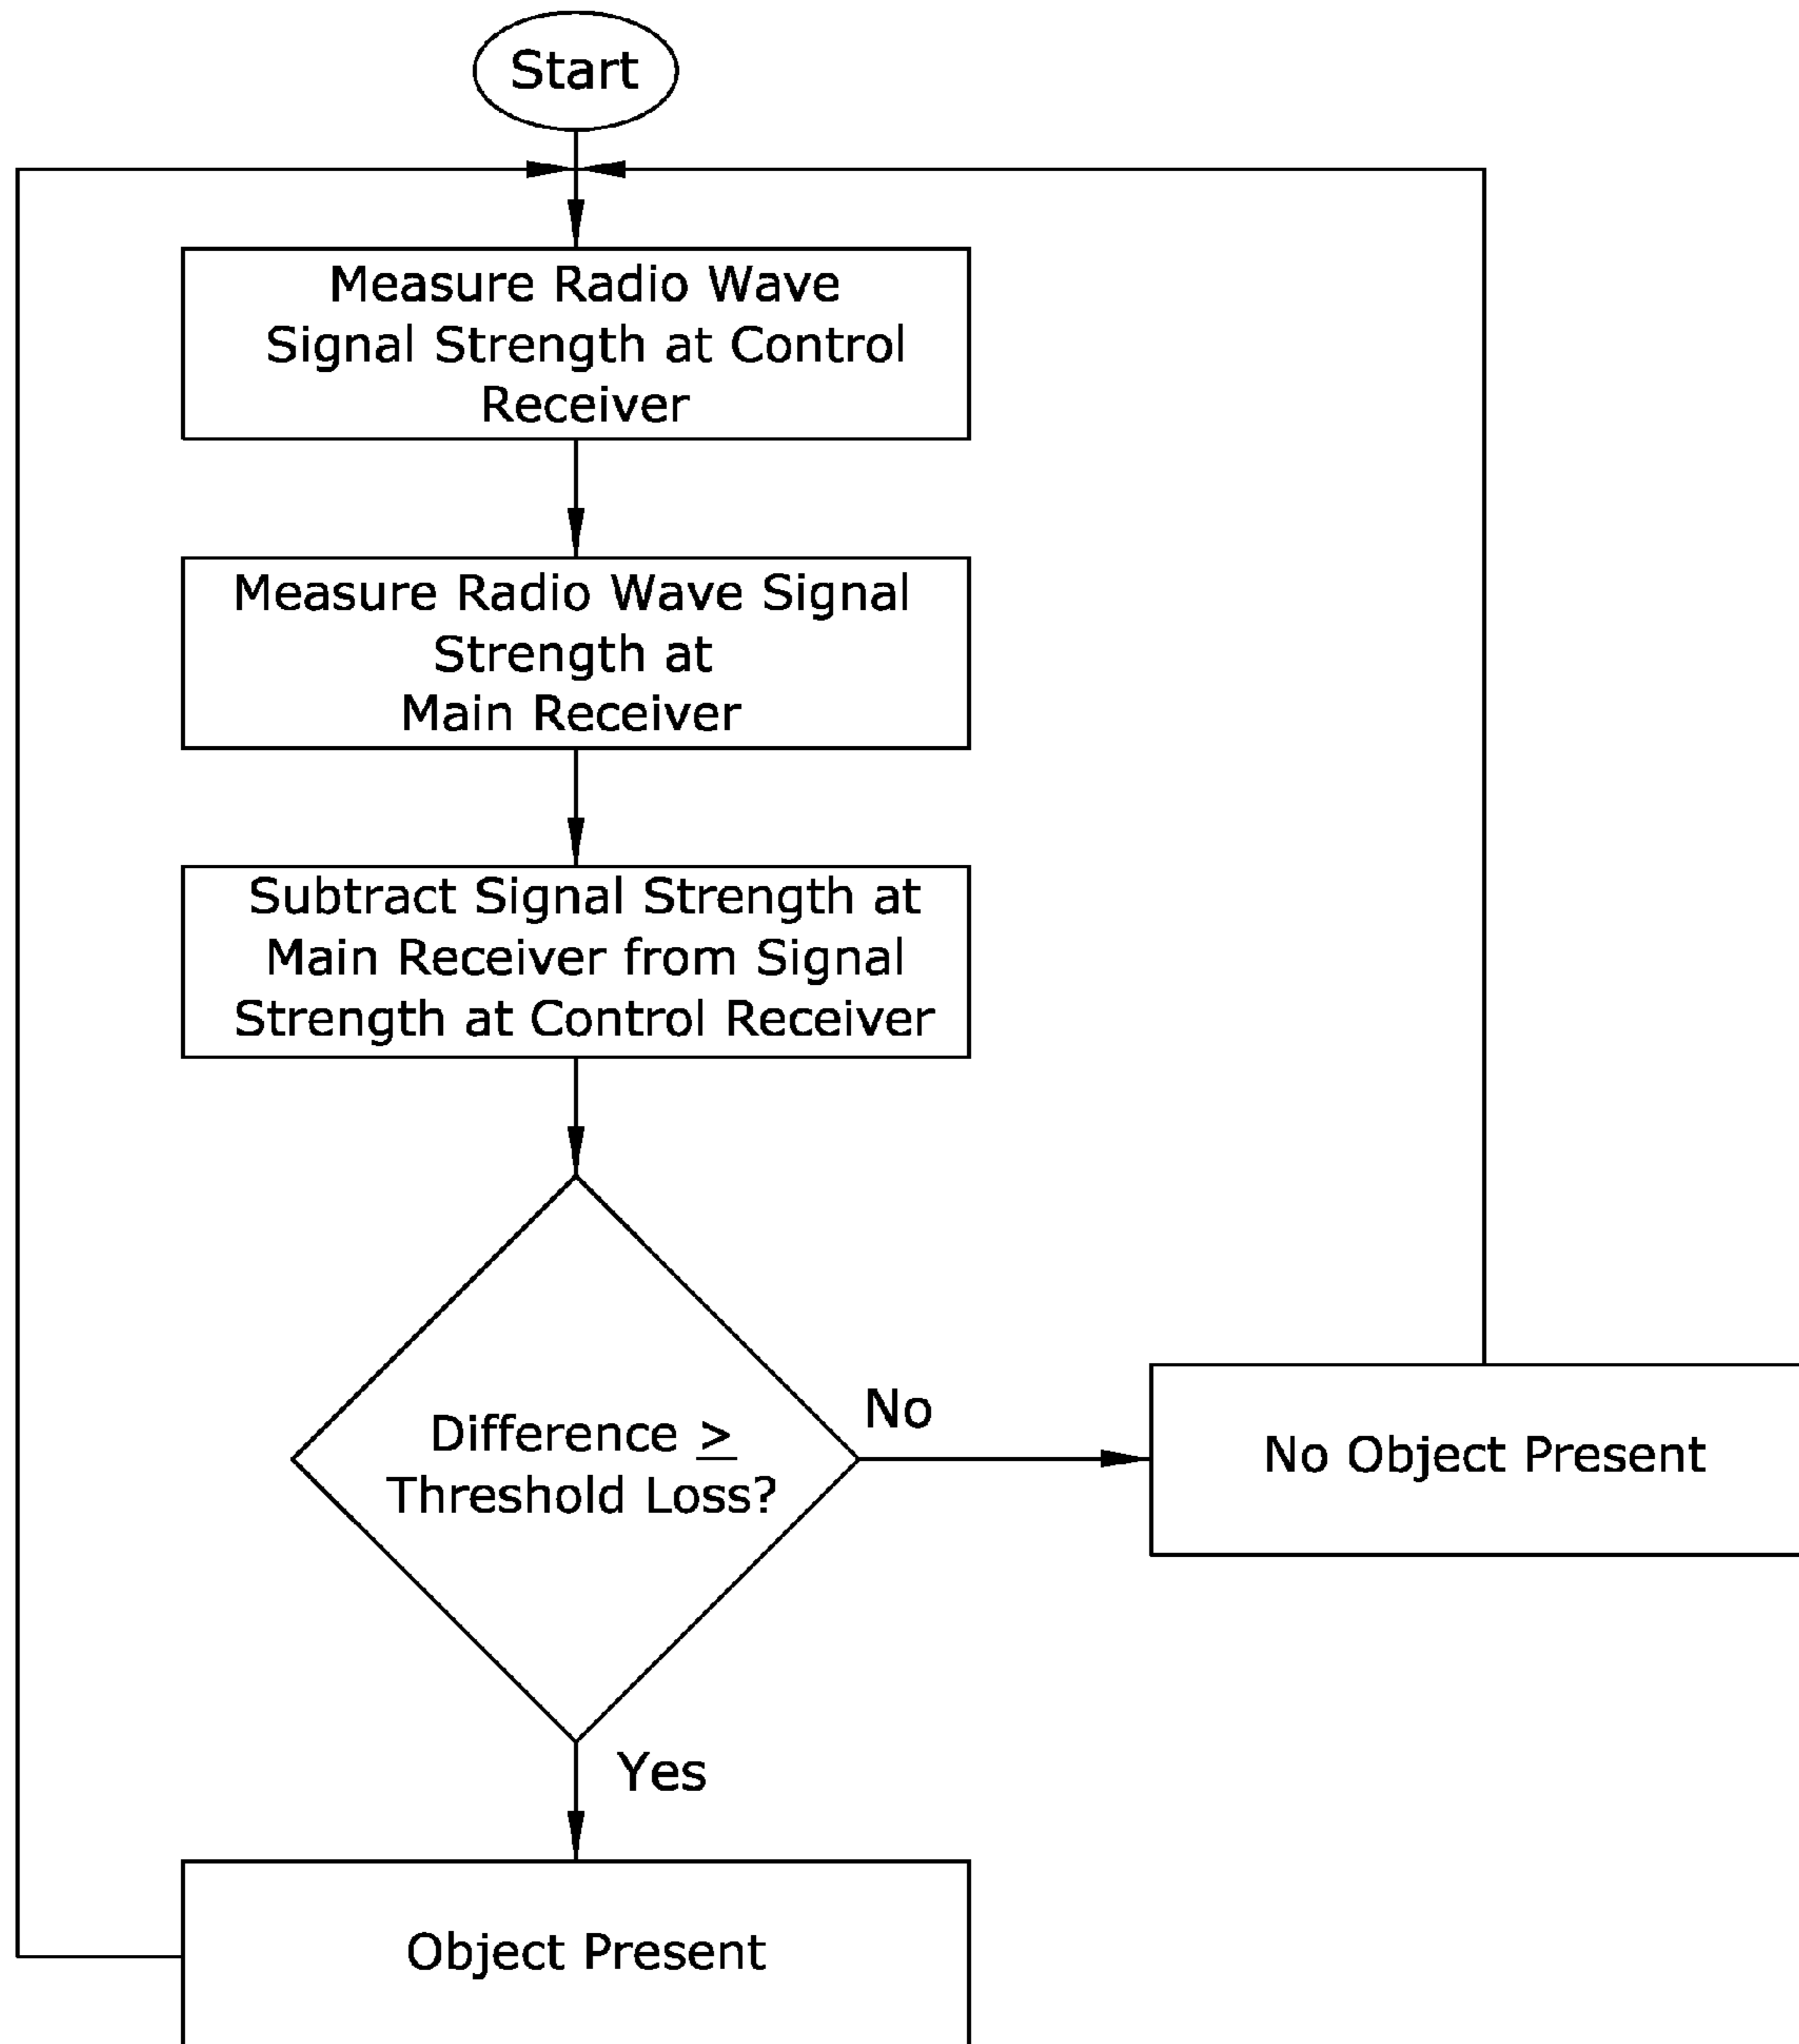 Start
Measure Radio Wave
Signal Strength at Control
Receiver
Measure Radio Wave Signal
Strength at
Main Receiver
Subtract Signal Strength at
Main Receiver from Signal
Strength at Control Receiver
Difference ≥
Threshold Loss?
No
No Object Present
Yes
Object Present